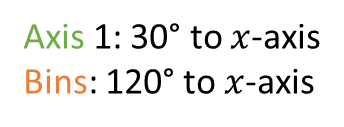 Axis 1: 30° to 𝑥-axis
Bins: 120° to 𝑥-axis